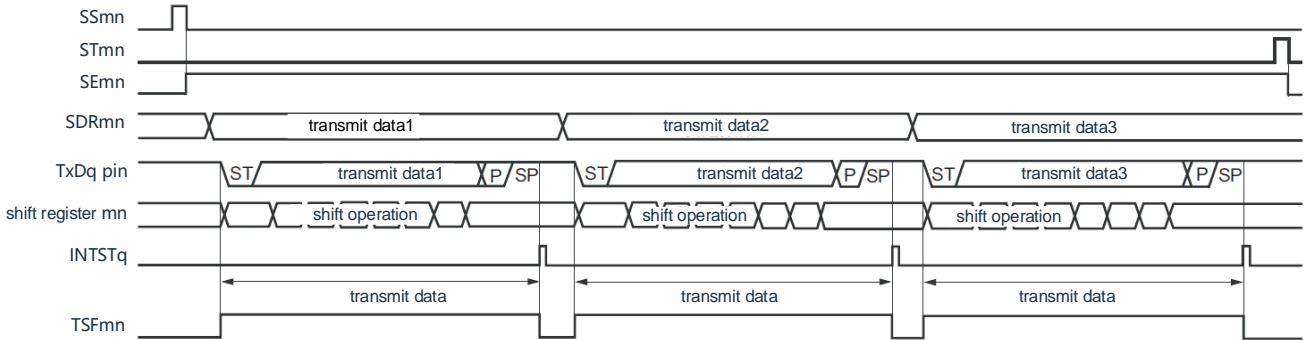 SSmn
STmn
SEmn
SDRmn transmit data1 transmit data2 transmit data3
TxDq pin ST transmit data1 P SP ST transmit data2 P SP ST transmit data3 P SP
shift register mn shift operation shift operation shift operation
INTSTq
transmit data transmit data transmit data
TSFmn